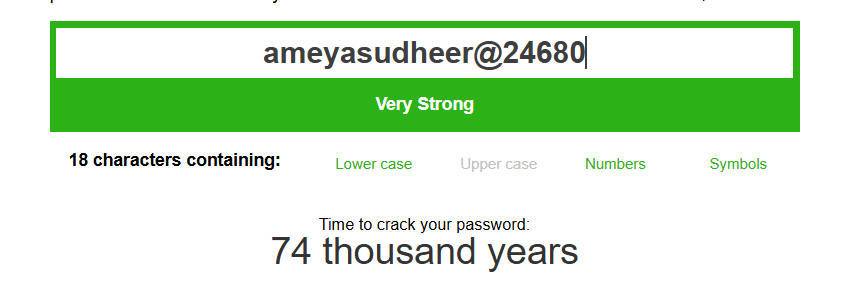 ameyasudheer@24680
Very Strong
18 characters containing: Lower case Upper case Numbers Symbols
Time to crack your password:
74 thousand years